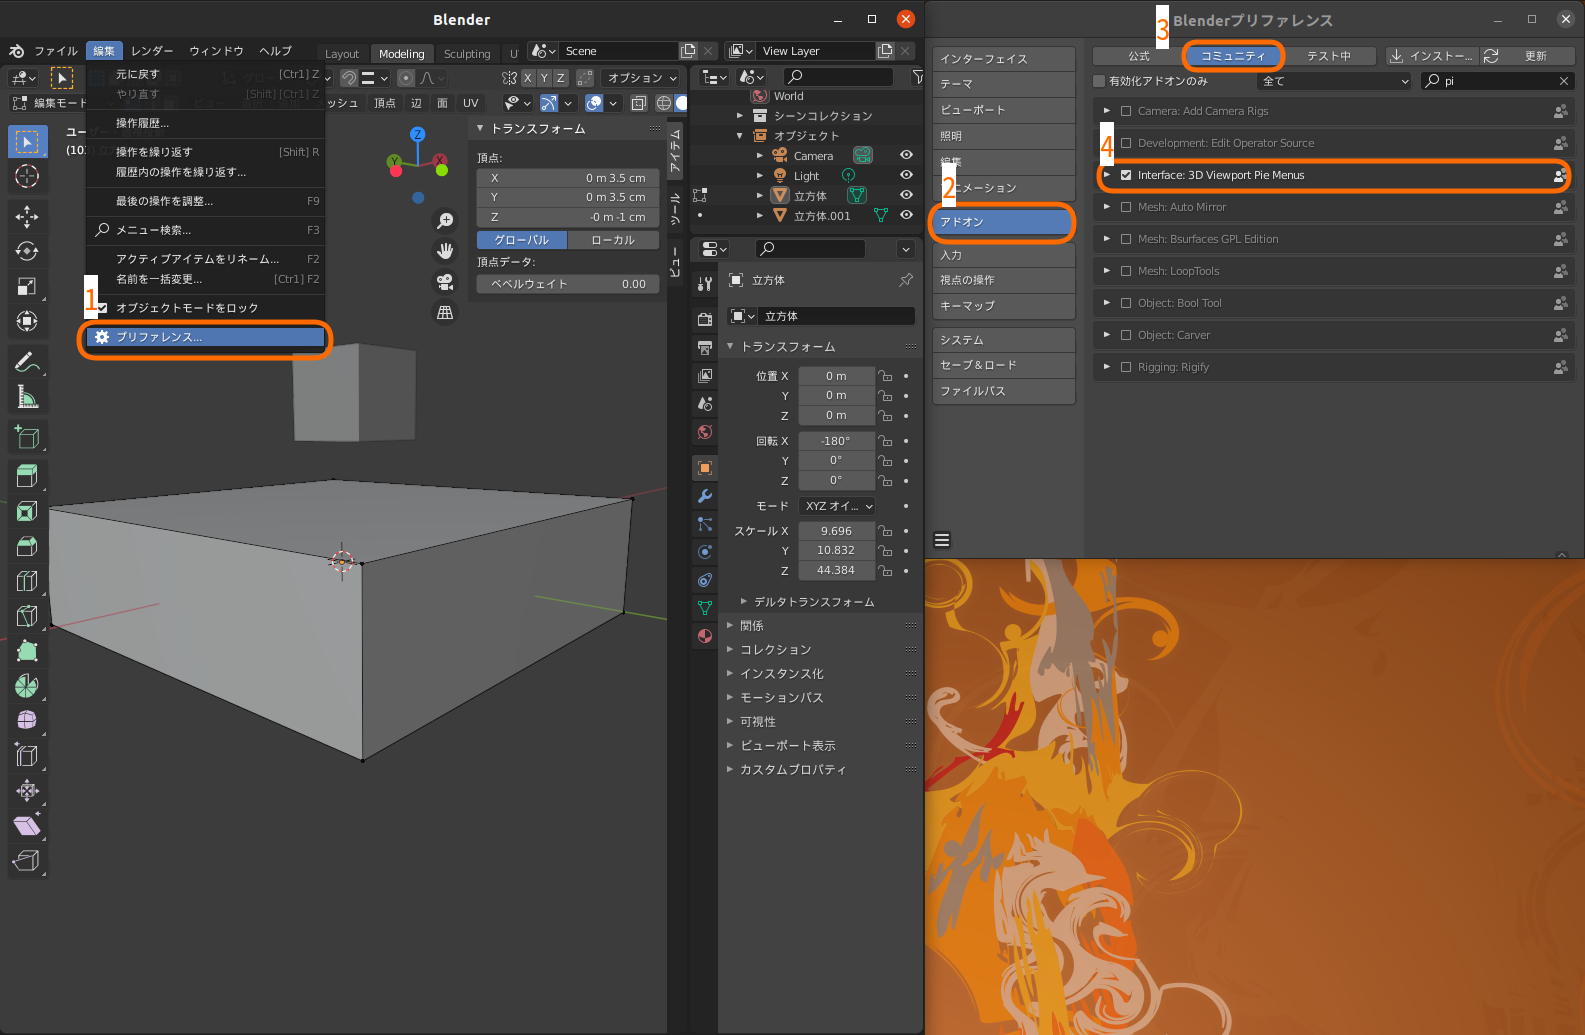 Blender
ファイル 編集 レンダー ウィンドウ ヘルプ Layout Modeling Sculpting U Scene View Layer
X Y Z オプション
編集モード メッシュ 頂点 辺 面 UV
元に戻す [Ctrl] Z
やり直す [Shift] [Ctrl] Z
操作履歴...
操作を繰り返す [Shift] R
履歴内の操作を繰り返す...
最後の操作を調整... F9
メニュー検索... F3
アクティブアイテムをリネーム... F2
名前を一括変更... [Ctrl] F2
1
オブジェクトモードをロック
プリファレンス...
Z
Y
X
トランスフォーム
頂点:
X 0 m 3.5 cm
Y 0 m 3.5 cm
Z -0 m -1 cm
グローバル ローカル
頂点データ:
ベベルウェイト 0.00
アイテム
ツール
ビュー
World
シーンコレクション
オブジェクト
Camera
Light
立方体
立方体.001
立方体
立方体
トランスフォーム
位置 X 0 m
Y 0 m
Z 0 m
回転 X -180°
Y 0°
Z 0°
モード XYZ オイ...
スケール X 9.696
Y 10.832
Z 44.384
デルタトランスフォーム
関係
コレクション
インスタンス化
モーションパス
可視性
ビューポート表示
カスタムプロパティ
3
Blenderプリファレンス
インターフェイス
テーマ
ビューポート
照明
編集
2
ニメーション
アドオン
入力
視点の操作
キーマップ
システム
セーブ＆ロード
ファイルパス
公式 コミュニティ テスト中 インストー... 更新
有効化アドオンのみ 全て pi
Camera: Add Camera Rigs
4
Development: Edit Operator Source
Interface: 3D Viewport Pie Menus
Mesh: Auto Mirror
Mesh: Bsurfaces GPL Edition
Mesh: LoopTools
Object: Bool Tool
Object: Carver
Rigging: Rigify